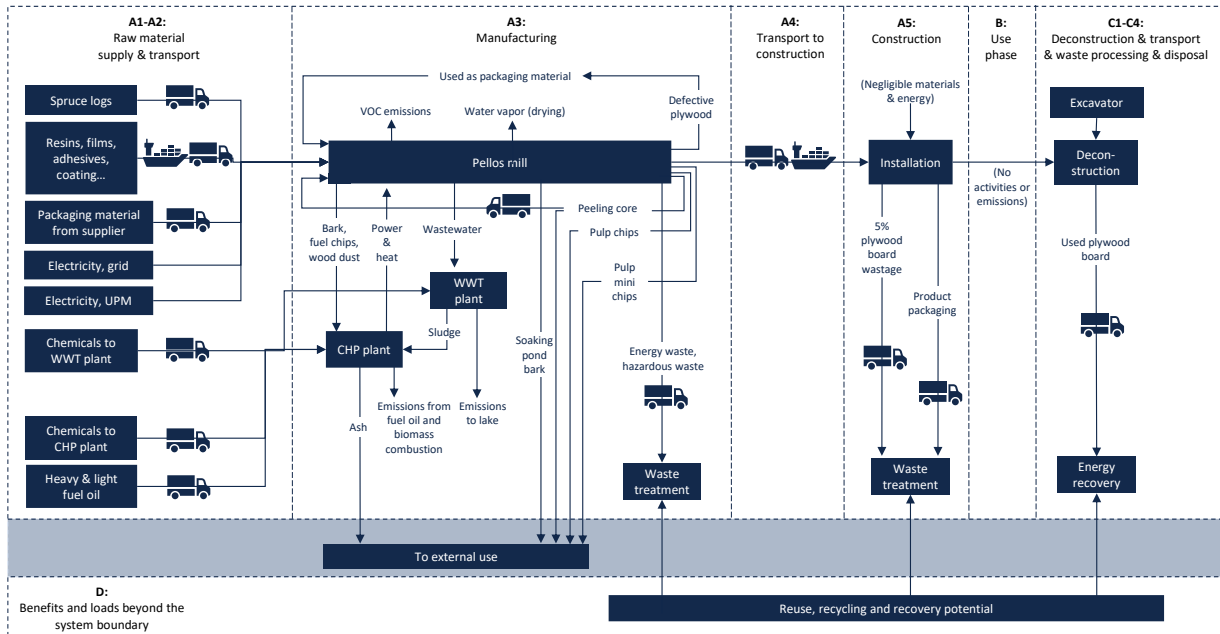 A1-A2:
Raw material
supply & transport
A3:
Manufacturing
A4:
Transport to
construction
A5:
Construction
B:
Use
phase
C1-C4:
Deconstruction & transport
& waste processing & disposal
Spruce logs
Resins, films,
adhesives,
coating…
Packaging material
from supplier
Electricity, grid
Electricity, UPM
Chemicals to
WWT plant
Chemicals to
CHP plant
Heavy & light
fuel oil
Used as packaging material
VOC emissions
Water vapor (drying)
Defective
plywood
Pellos mill
Peeling core
Pulp chips
Pulp
mini
chips
Bark,
fuel chips,
wood dust
Power
&
heat
Wastewater
WWT
plant
Sludge
CHP plant
Ash
Emissions from
fuel oil and
biomass
combustion
Emissions
to lake
Soaking
pond
bark
Energy waste,
hazardous waste
Waste
treatment
(Negligible materials
& energy)
Installation
5%
plywood
board
wastage
Product
packaging
Waste
treatment
(No
activities or
emissions)
Excavator
Decon-
struction
Used plywood
board
Energy
recovery
To external use
D:
Benefits and loads beyond the
system boundary
Reuse, recycling and recovery potential